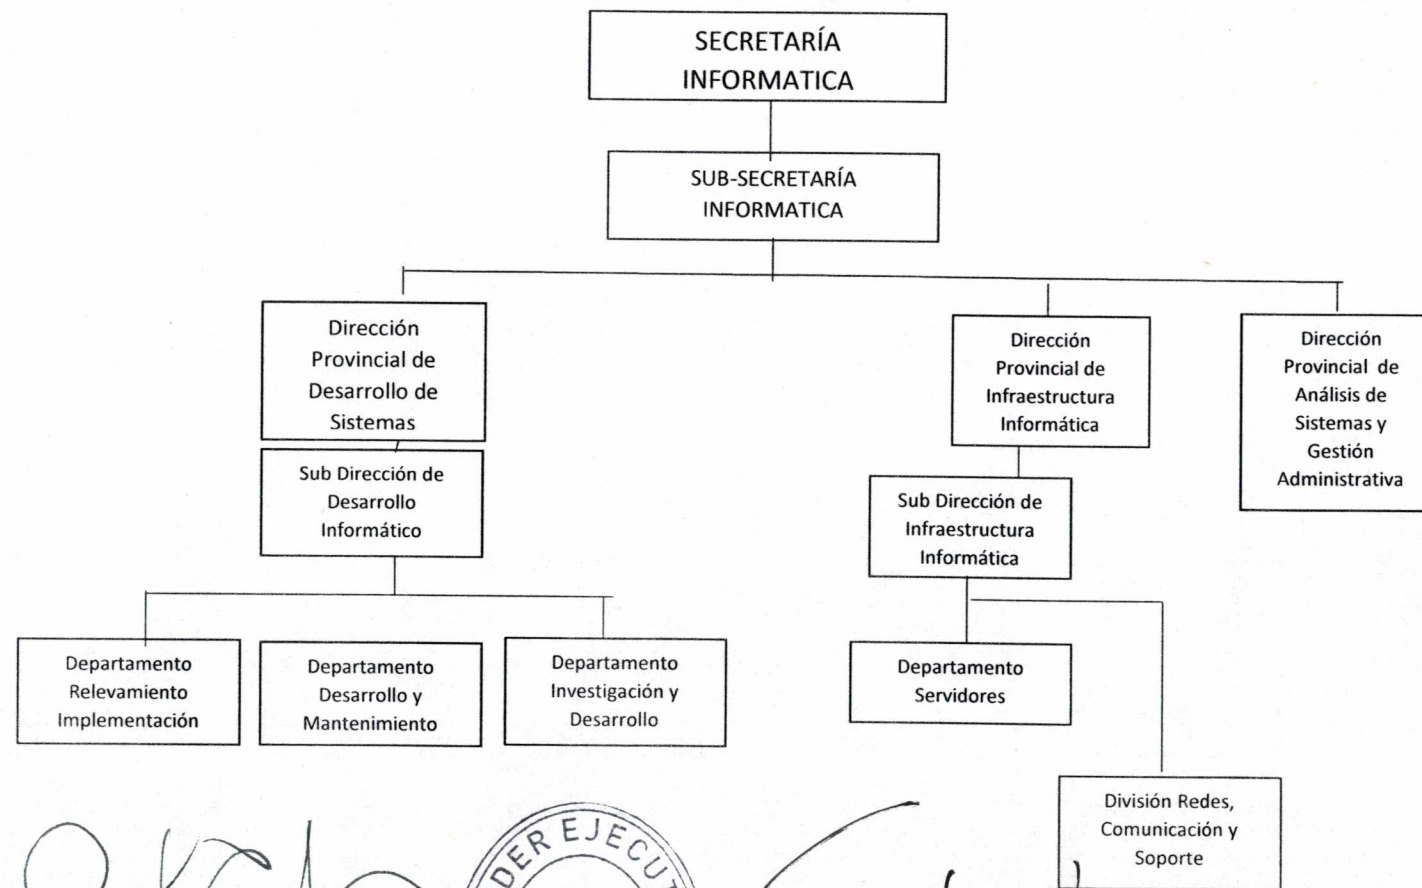 SECRETARÍA
INFORMATICA
SUB-SECRETARÍA
INFORMATICA
Dirección
Provincial de
Desarrollo de
Sistemas
Dirección
Provincial de
Infraestructura
Informática
Dirección
Provincial de
Análisis de
Sistemas y
Gestión
Administrativa
Sub Dirección de
Desarrollo
Informático
Sub Dirección de
Infraestructura
Informática
Departamento
Relevamiento
Implementación
Departamento
Desarrollo y
Mantenimiento
Departamento
Investigación y
Desarrollo
Departamento
Servidores
División Redes,
Comunicación y
Soporte